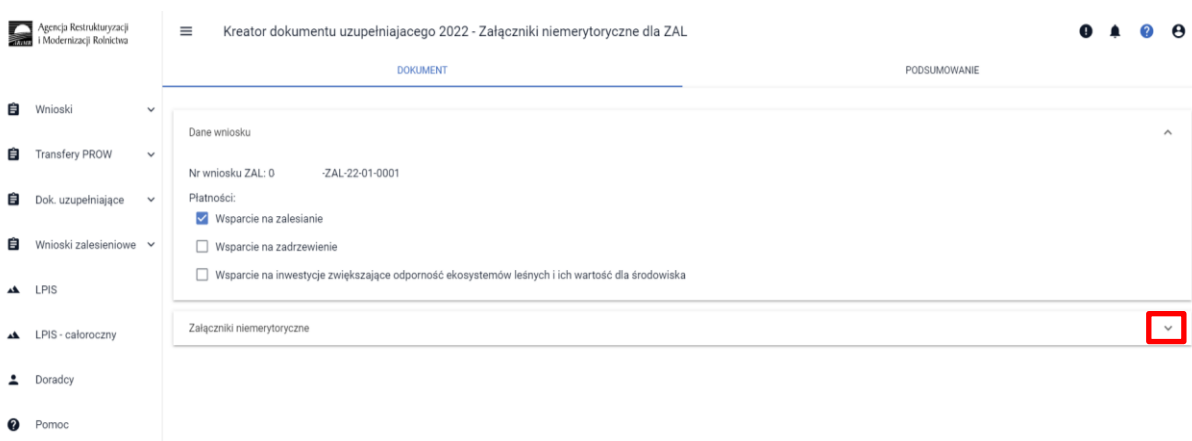 Agencja Restrukturyzacji
i Modernizacji Rolnictwa
Kreator dokumentu uzupełniajacego 2022 - Załączniki niemerytoryczne dla ZAL
DOKUMENT
PODSUMOWANIE
Wnioski
Transfery PROW
Dok. uzupełniające
Wnioski zalesieniowe
LPIS
LPIS - całoroczny
Doradcy
Pomoc
Dane wniosku
Nr wniosku ZAL: 0 -ZAL-22-01-0001
Płatności:
Wsparcie na zalesianie
Wsparcie na zadrzewienie
Wsparcie na inwestycje zwiększające odporność ekosystemów leśnych i ich wartość dla środowiska
Załączniki niemerytoryczne